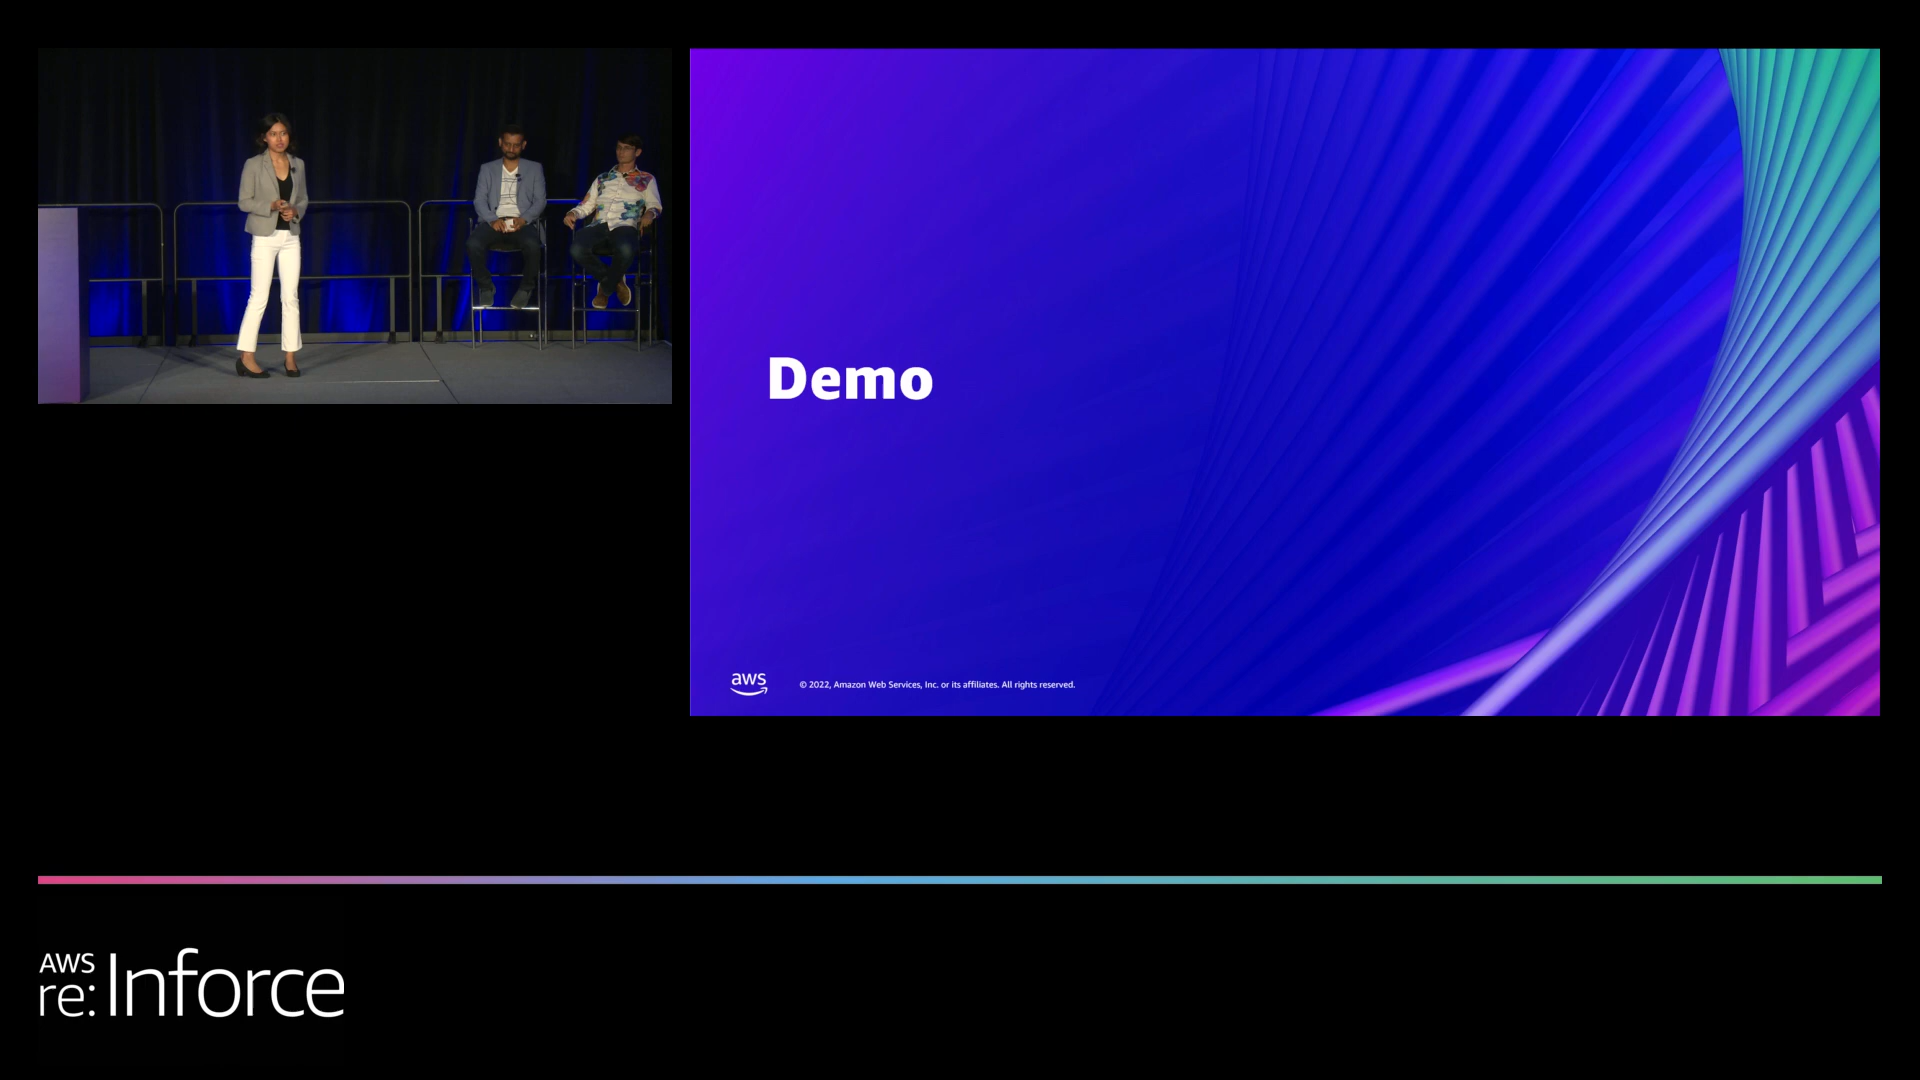 Demo
aws
© 2022, Amazon Web Services, Inc. or its affiliates. All rights reserved.
AWS
re: Inforce